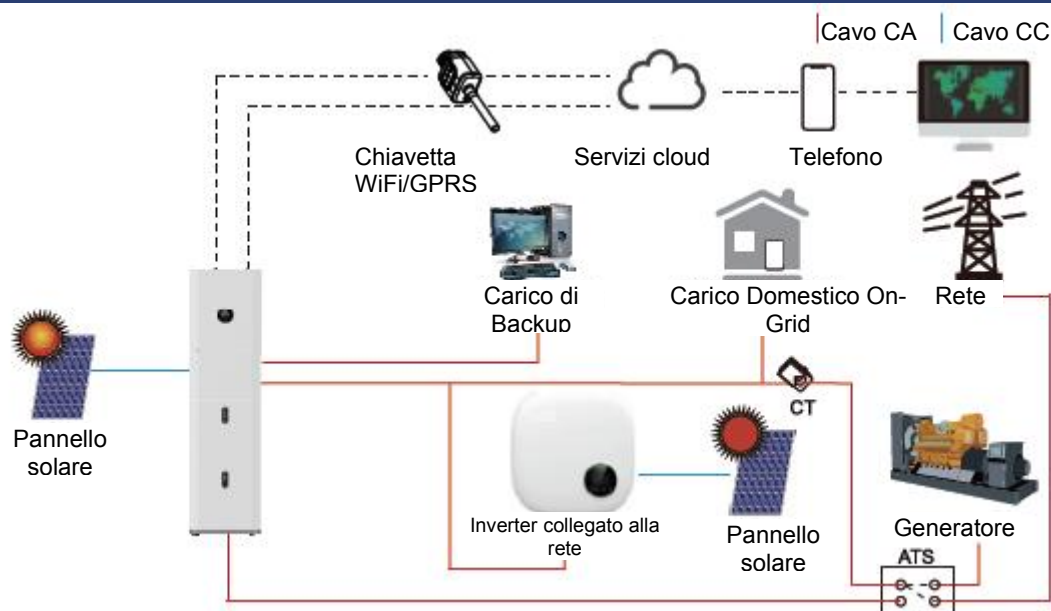 Cavo CA
Cavo CC
Chiavetta
WiFi/GPRS
Servizi cloud
Telefono
Carico di
Backup
Carico Domestico On-
Grid
Rete
CT
Pannello
solare
Inverter collegato alla
rete
Pannello
solare
Generatore
ATS